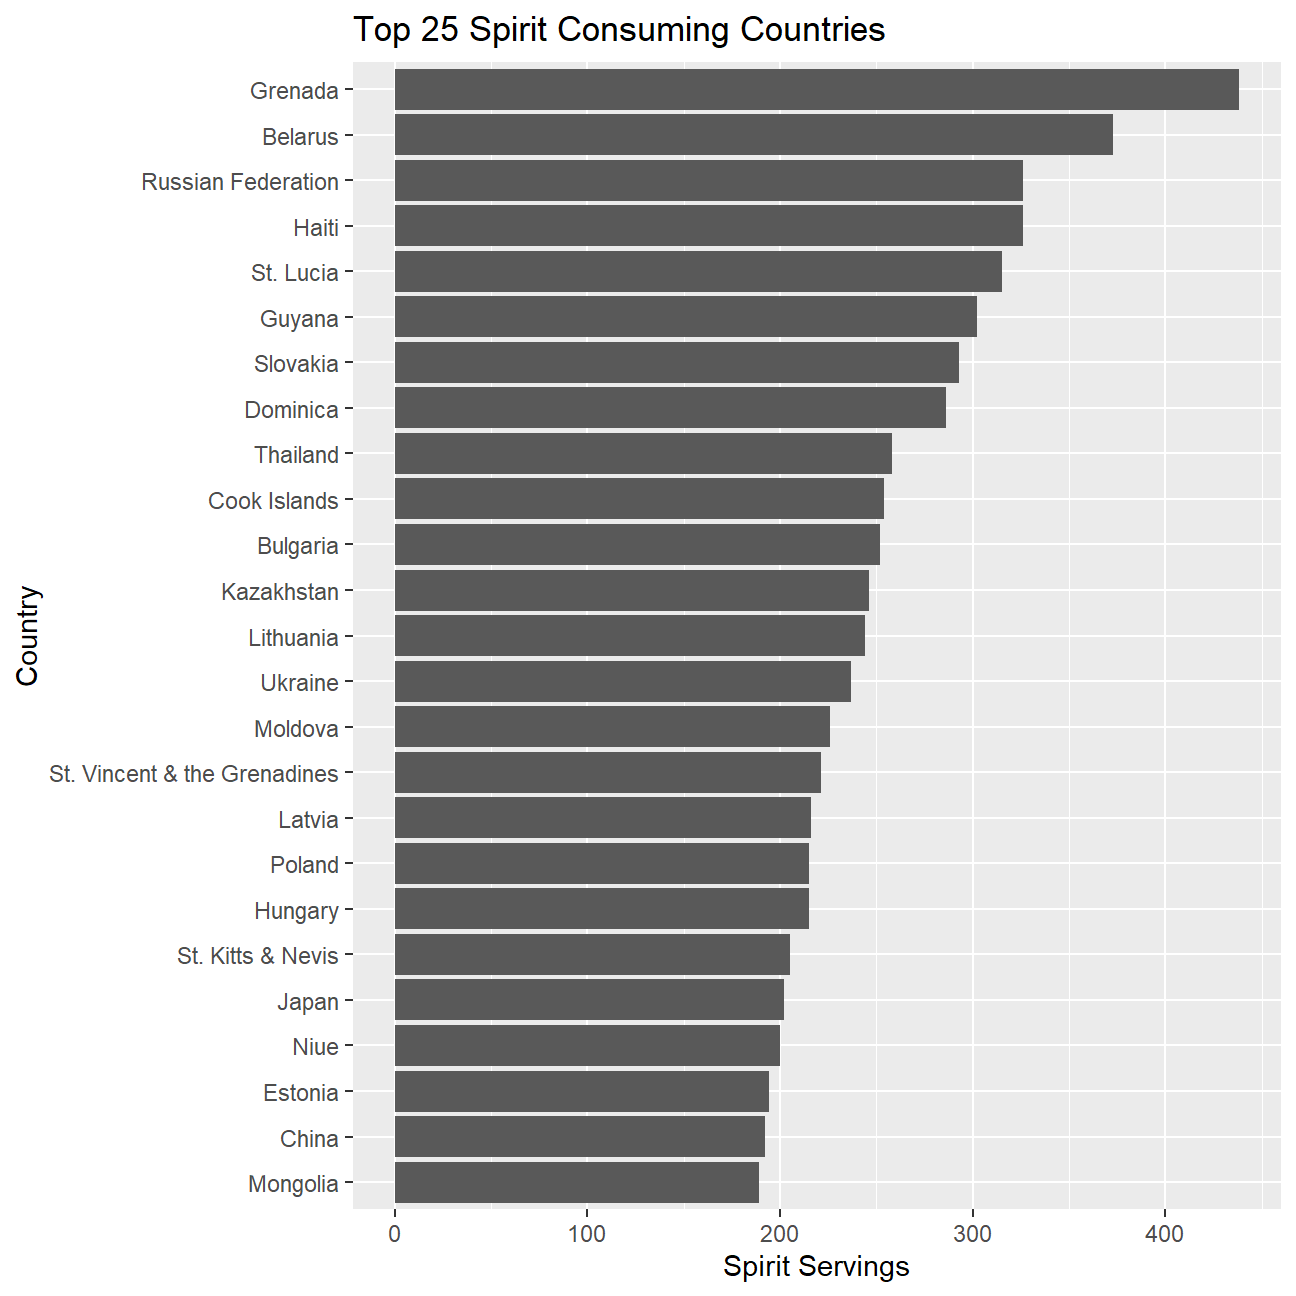 Top 25 Spirit Consuming Countries
Country
Grenada
Belarus
Russian Federation
Haiti
St. Lucia
Guyana
Slovakia
Dominica
Thailand
Cook Islands
Bulgaria
Kazakhstan
Lithuania
Ukraine
Moldova
St. Vincent & the Grenadines
Latvia
Poland
Hungary
St. Kitts & Nevis
Japan
Niue
Estonia
China
Mongolia
0 100 200 300 400
Spirit Servings